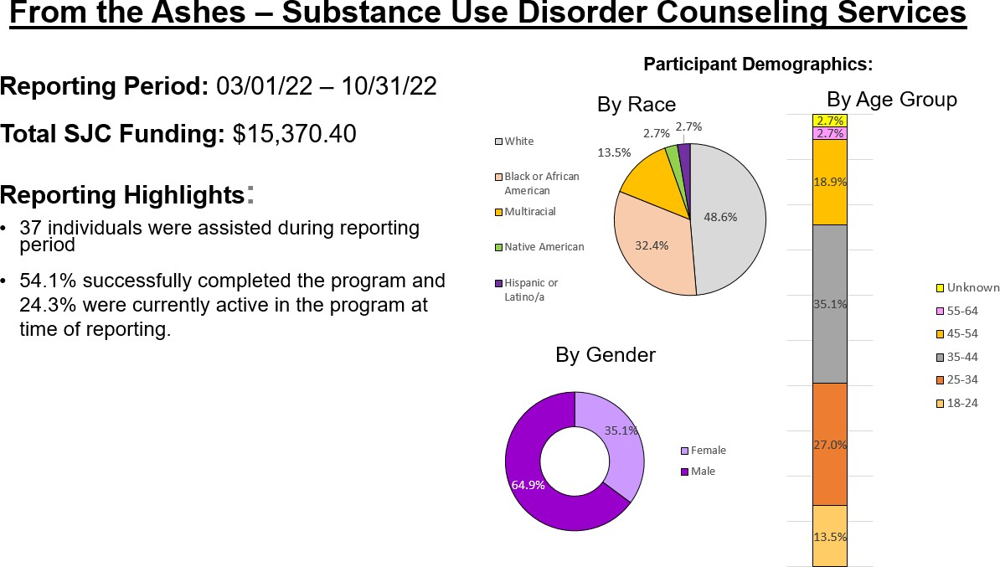 From the Ashes – Substance Use Disorder Counseling Services
Reporting Period: 03/01/22 – 10/31/22
Total SJC Funding: $15,370.40
Reporting Highlights:
• 37 individuals were assisted during reporting
period
• 54.1% successfully completed the program and
24.3% were currently active in the program at
time of reporting.
Participant Demographics:
By Race
White
Black or African
American
Multiracial
Native American
Hispanic or
Latino/a
2.7%
2.7%
13.5%
48.6%
32.4%
By Gender
35.1%
64.9%
Female
Male
By Age Group
2.7%
2.7%
18.9%
35.1%
27.0%
13.5%
Unknown
55-64
45-54
35-44
25-34
18-24